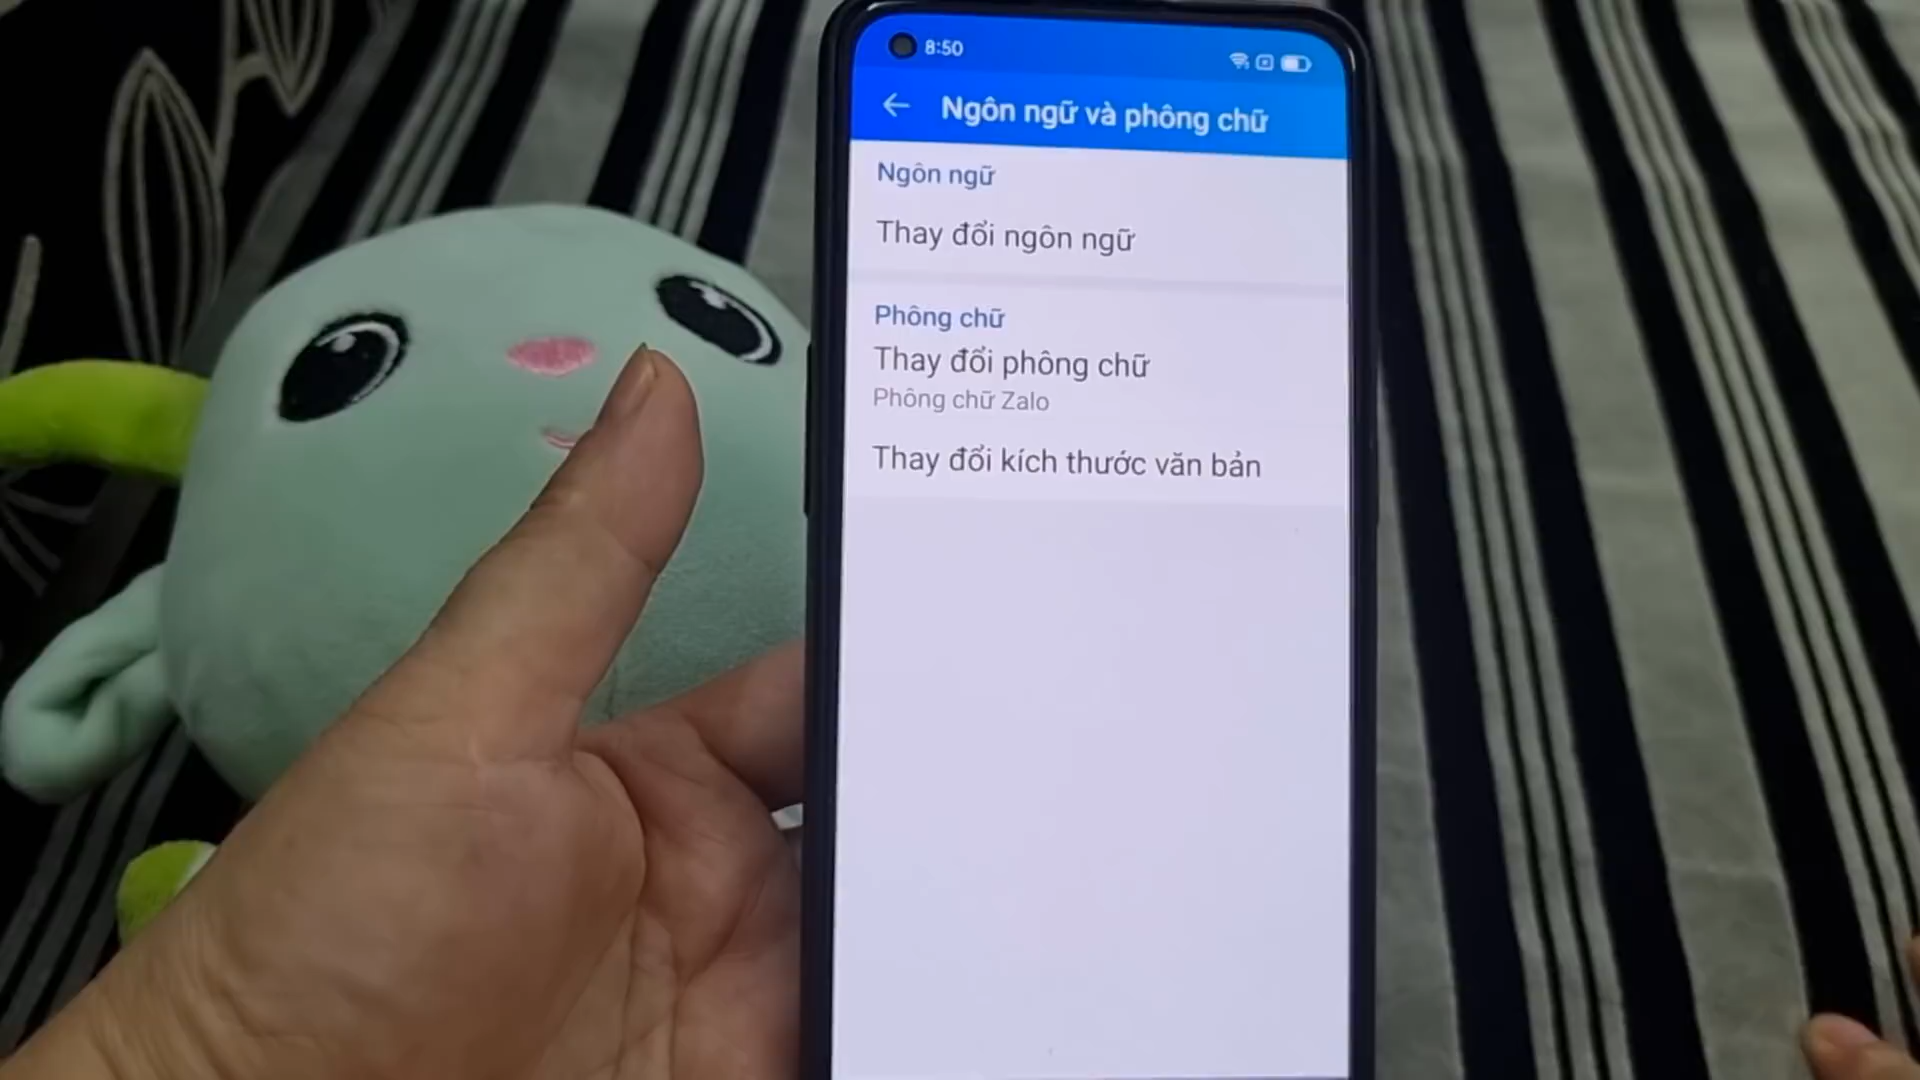 8:50
Ngôn ngữ và phông chữ
Ngôn ngữ
Thay đổi ngôn ngữ
Phông chữ
Thay đổi phông chữ
Phông chữ Zalo
Thay đổi kích thước văn bản